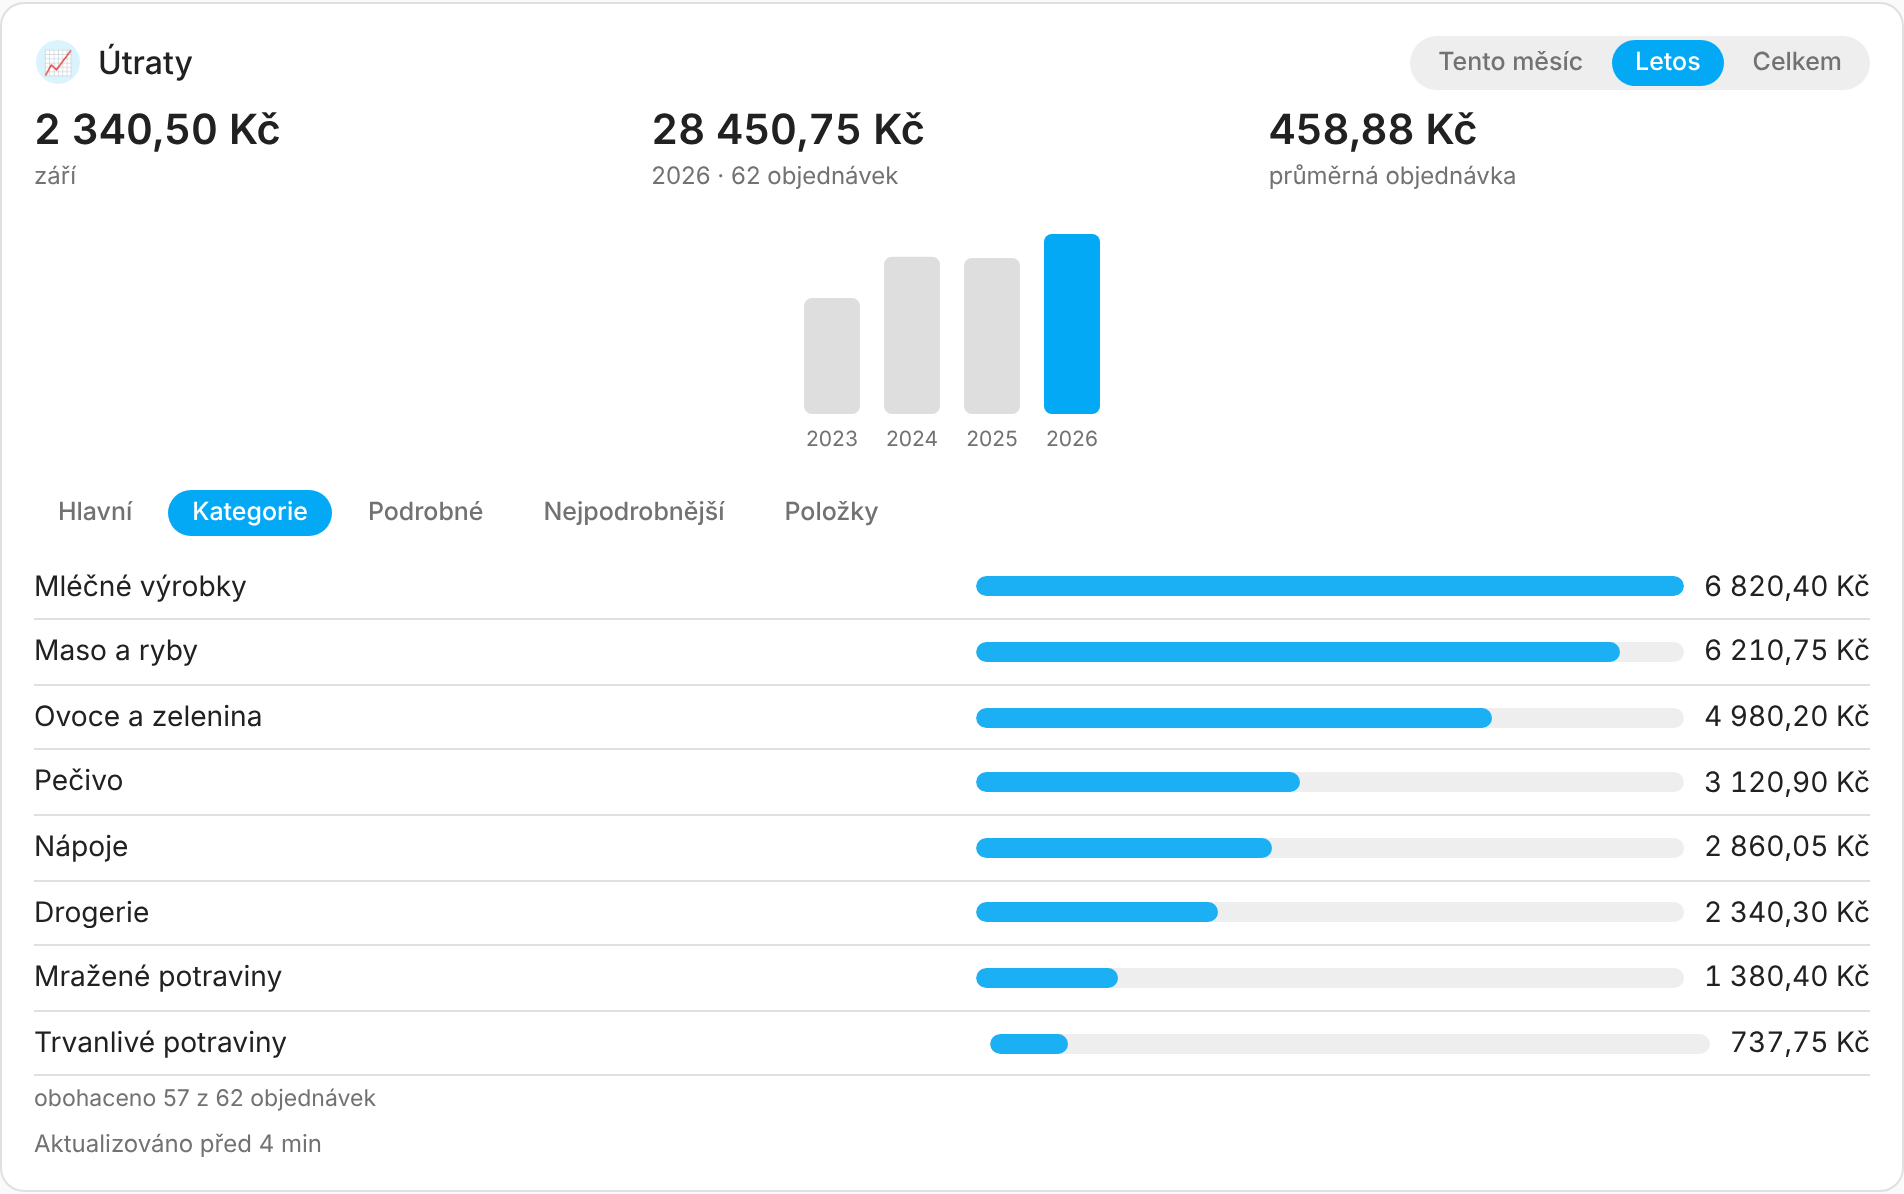 Útraty
Tento měsíc Letos Celkem
2 340,50 Kč 28 450,75 Kč 458,88 Kč
září 2026 · 62 objednávek průměrná objednávka
2023 2024 2025 2026
Hlavní Kategorie Podrobné Nejpodrobnější Položky
Mléčné výrobky 6 820,40 Kč
Maso a ryby 6 210,75 Kč
Ovoce a zelenina 4 980,20 Kč
Pečivo 3 120,90 Kč
Nápoje 2 860,05 Kč
Drogerie 2 340,30 Kč
Mražené potraviny 1 380,40 Kč
Trvanlivé potraviny 737,75 Kč
obohaceno 57 z 62 objednávek
Aktualizováno před 4 min